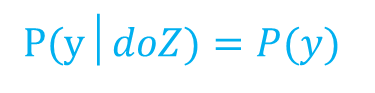 P(y|doZ) = P(y)